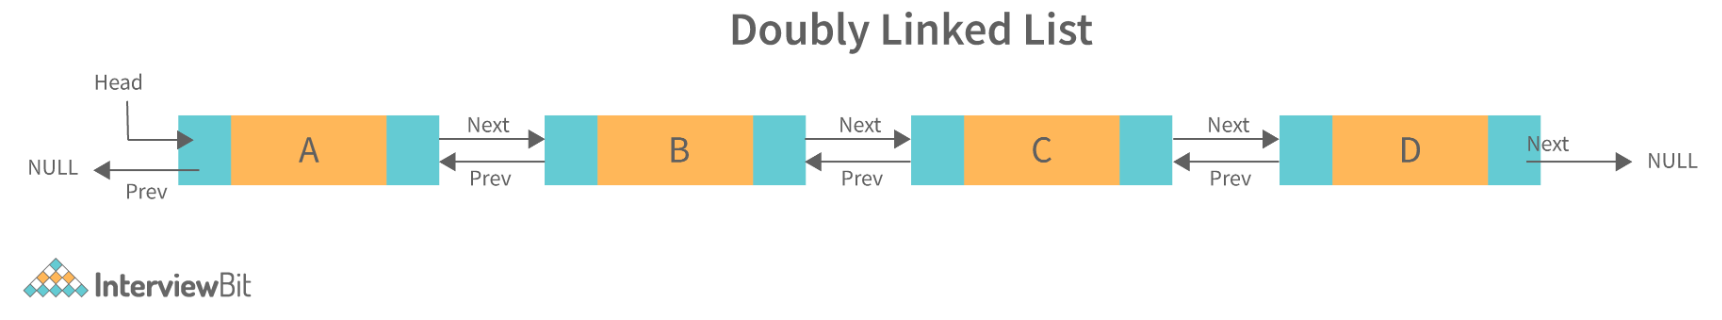 Doubly Linked List
Head
NULL
Prev
A
Next
Prev
B
Next
Prev
C
Next
Prev
D
Next
NULL
InterviewBit